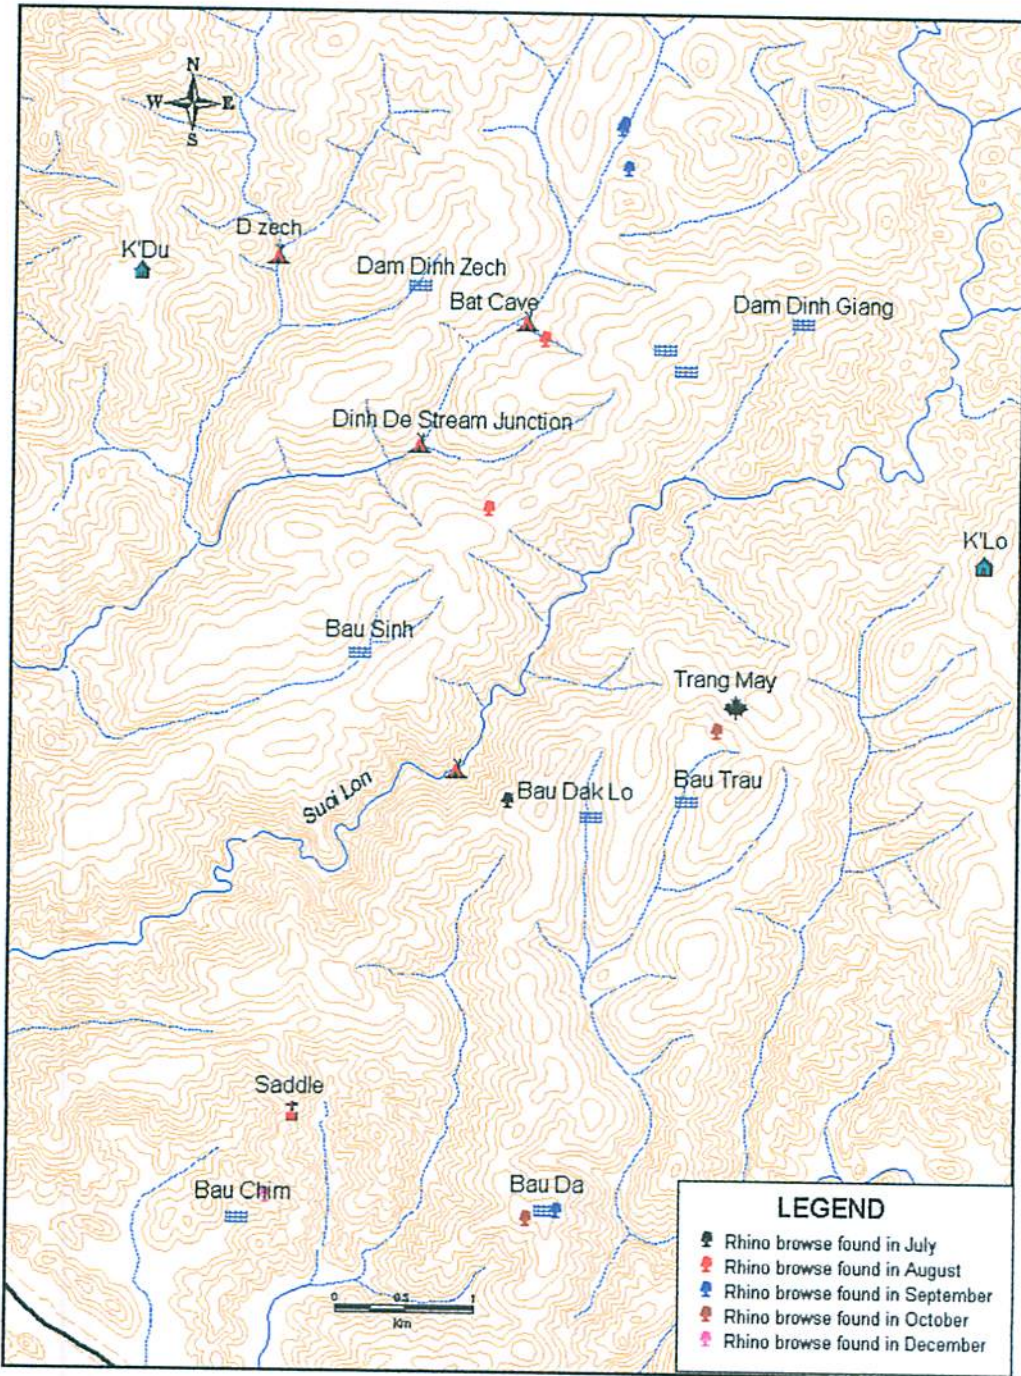 N
W E
S
D zech
K'Du
Dam Dinh Zech
Bat Cave
Dam Dinh Giang
Dinh De Stream Junction
K'Lo
Bau Sinh
Trang May
Suoi Lon
Bau Dak Lo
Bau Trau
Saddle
Bau Chim
Bau Da
0 0.5 1
Km
LEGEND
Rhino browse found in July
Rhino browse found in August
Rhino browse found in September
Rhino browse found in October
Rhino browse found in December